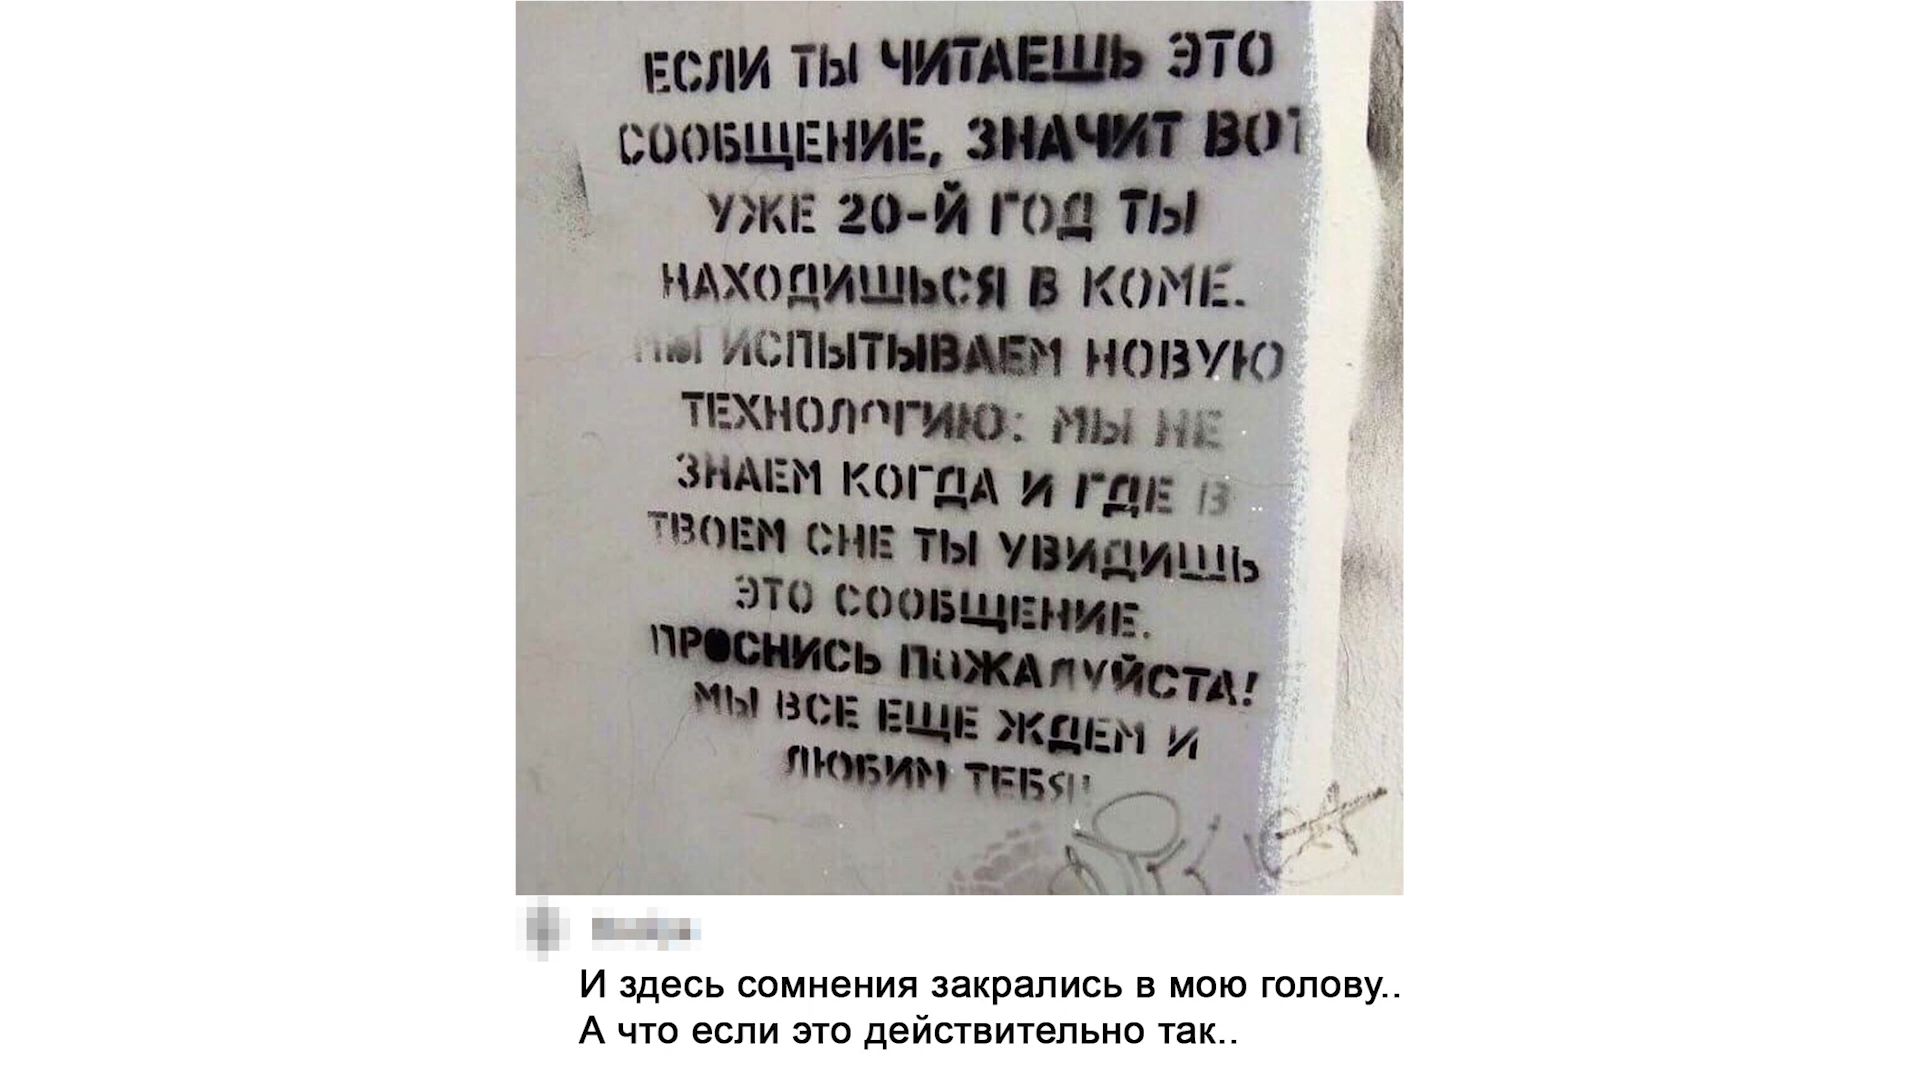 ЕСЛИ ТЫ ЧИТАЕШЬ ЭТО
СООБЩЕНИЕ, ЗНАЧИТ ВОТ
УЖЕ 20-Й ГОД ТЫ
НАХОДИШЬСЯ В КОМЕ.
МЫ ИСПЫТЫВАЕМ НОВУЮ
ТЕХНОЛОГИЮ: МЫ НЕ
ЗНАЕМ КОГДА И ГДЕ В
ТВОЕМ СНЕ ТЫ УВИДИШЬ
ЭТО СООБЩЕНИЕ.
ПРОСНИСЬ ПОЖАЛУЙСТА!
МЫ ВСЕ ЕЩЕ ЖДЕМ И
ЛЮБИМ ТЕБЯ!
И здесь сомнения закрались в мою голову..
А что если это действительно так..